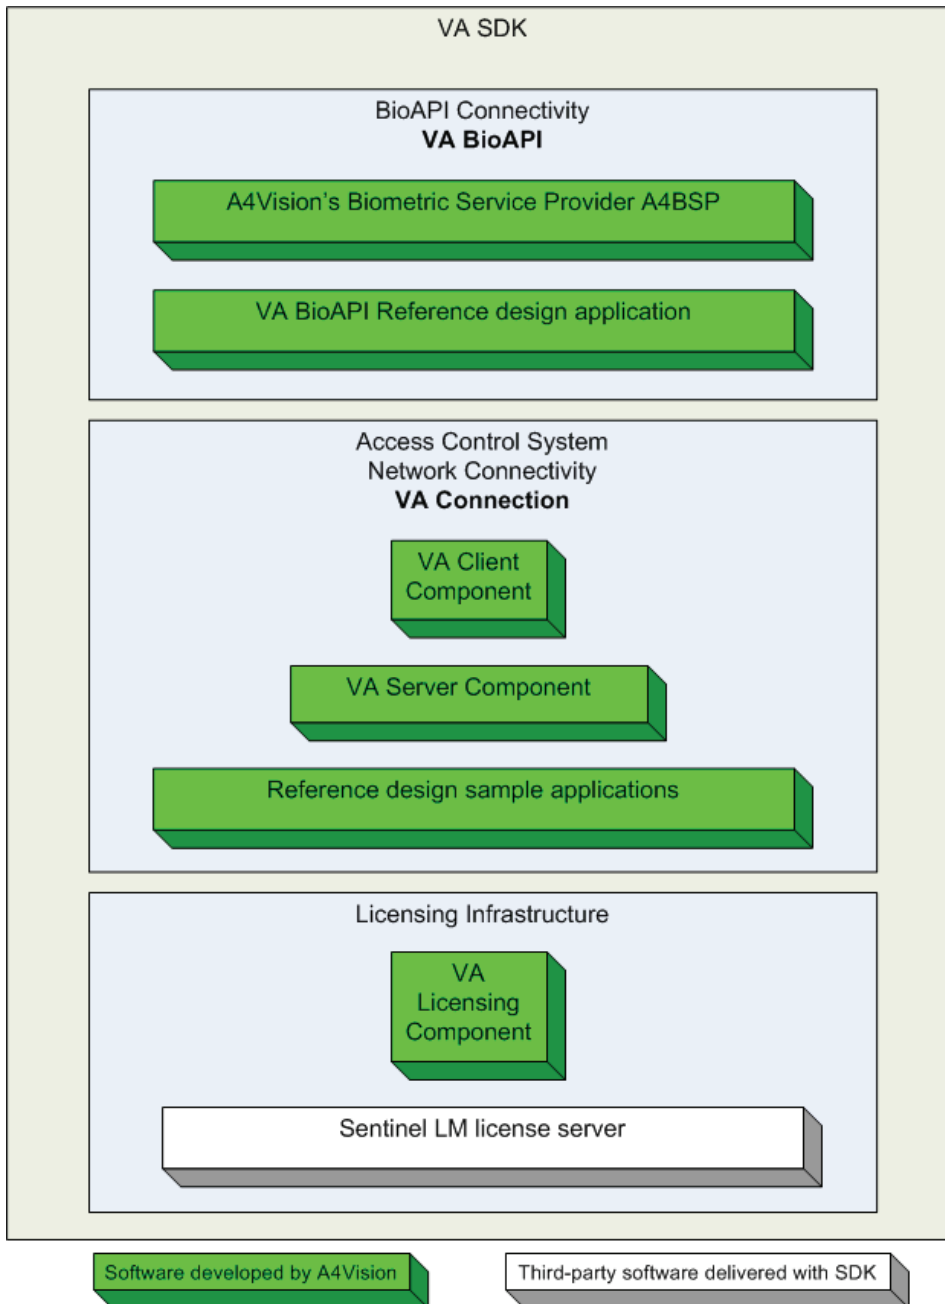 VA SDK
BioAPI Connectivity
VA BioAPI
A4Vision's Biometric Service Provider A4BSP
VA BioAPI Reference design application
Access Control System
Network Connectivity
VA Connection
VA Client
Component
VA Server Component
Reference design sample applications
Licensing Infrastructure
VA
Licensing
Component
Sentinel LM license server
Software developed by A4Vision
Third-party software delivered with SDK